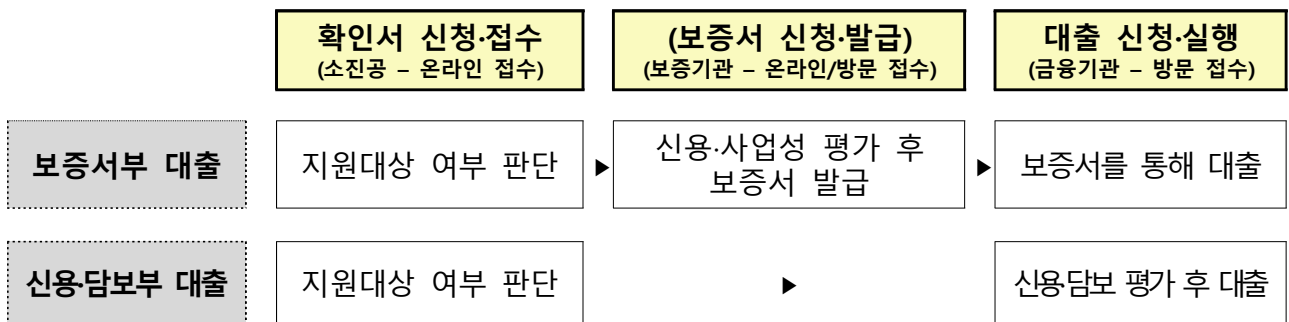 확인서 신청·접수
(소진공 – 온라인 접수)
(보증서 신청·발급)
(보증기관 – 온라인/방문 접수)
대출 신청·실행
(금융기관 – 방문 접수)
보증서부 대출
지원대상 여부 판단
▶
신용·사업성 평가 후
보증서 발급
▶
보증서를 통해 대출
신용·담보부 대출
지원대상 여부 판단
▶
신용·담보 평가 후 대출